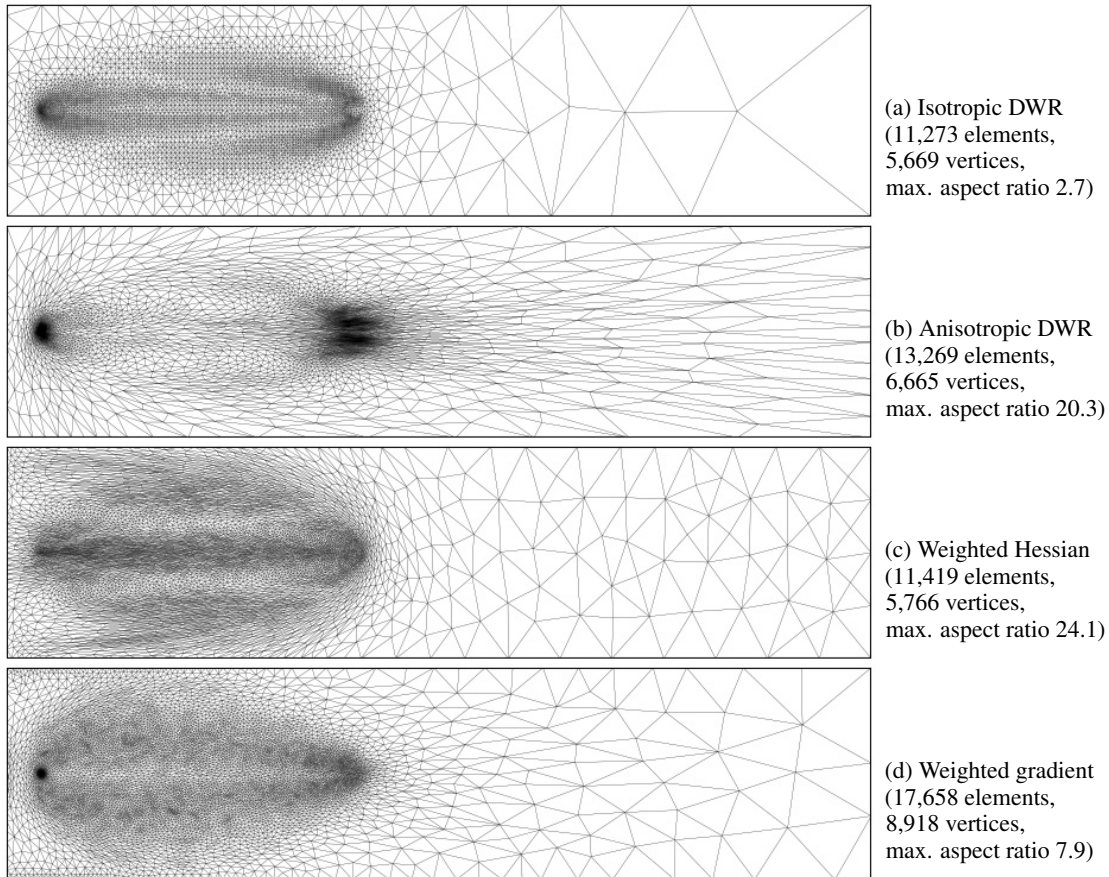 (a) Isotropic DWR
(11,273 elements,
5,669 vertices,
max. aspect ratio 2.7)
(b) Anisotropic DWR
(13,269 elements,
6,665 vertices,
max. aspect ratio 20.3)
(c) Weighted Hessian
(11,419 elements,
5,766 vertices,
max. aspect ratio 24.1)
(d) Weighted gradient
(17,658 elements,
8,918 vertices,
max. aspect ratio 7.9)